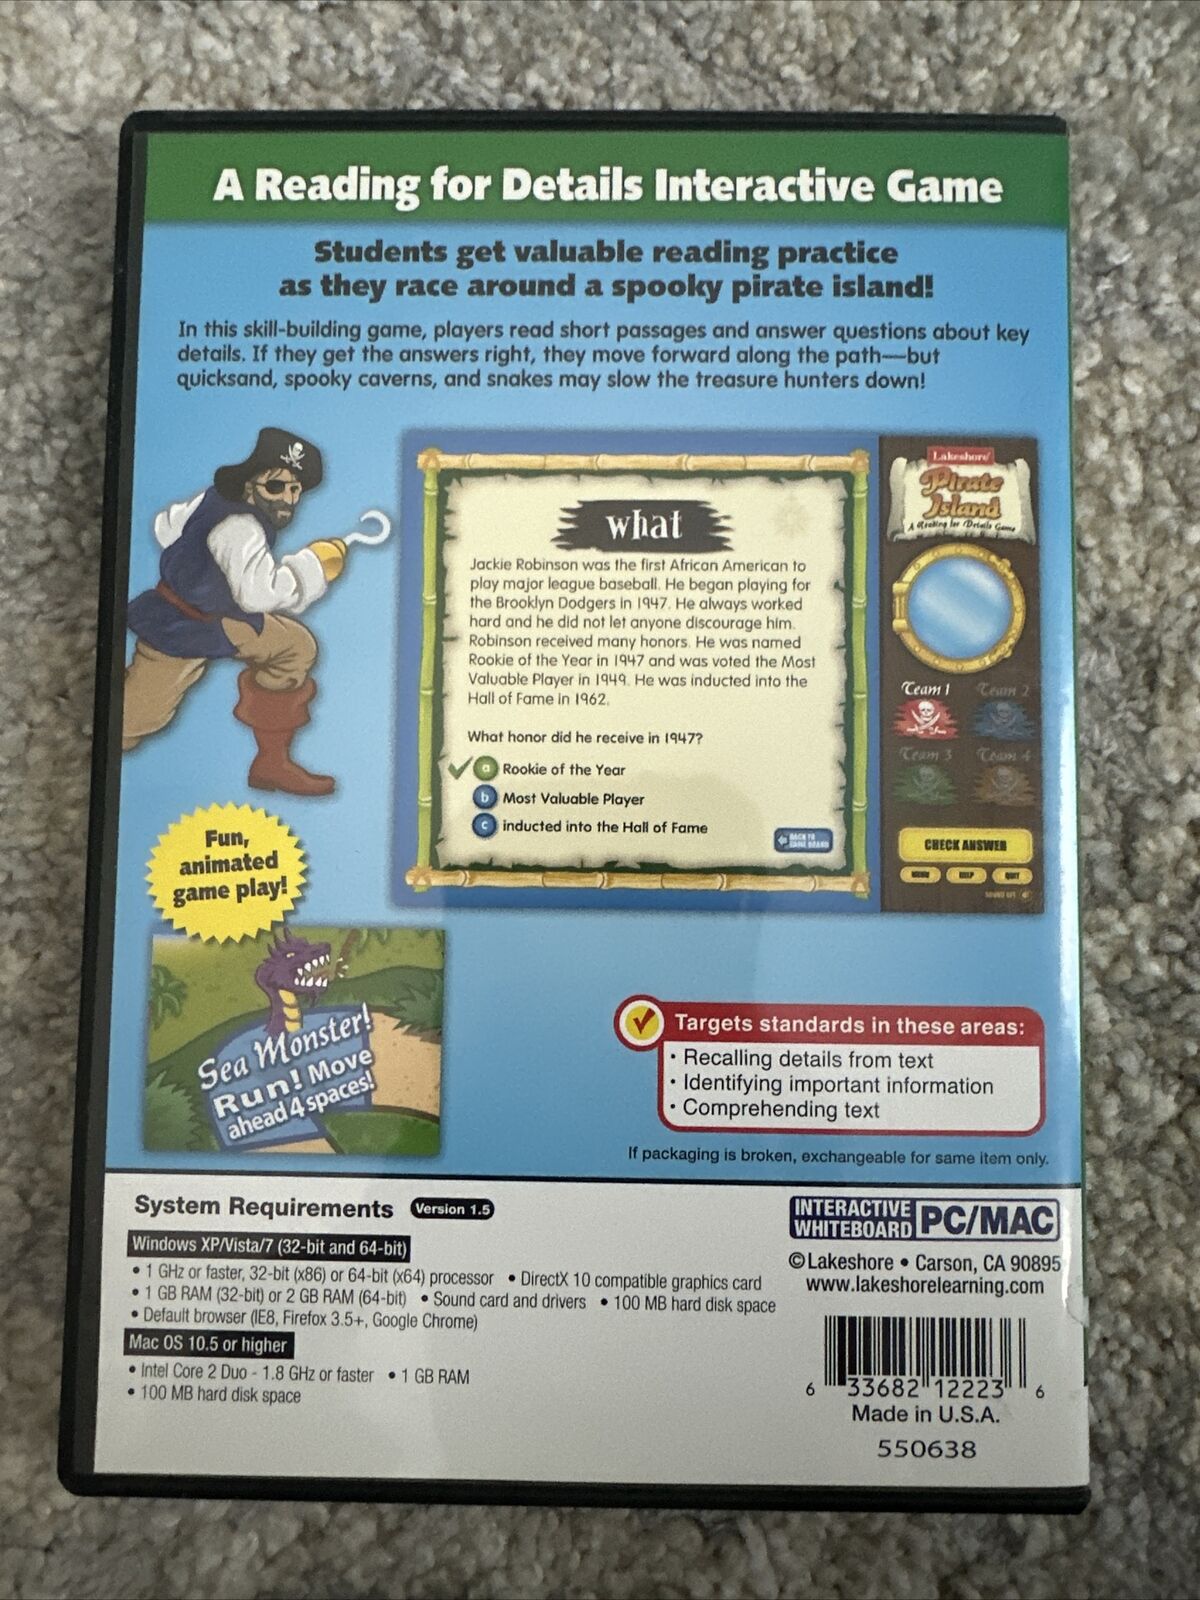 A Reading for Details Interactive Game
Students get valuable reading practice
as they race around a spooky pirate island!
In this skill-building game, players read short passages and answer questions about key
details. If they get the answers right, they move forward along the path—but
quicksand, spooky caverns, and snakes may slow the treasure hunters down!
what
Jackie Robinson was the first African American to
play major league baseball. He began playing for
the Brooklyn Dodgers in 1947. He always worked
hard and he did not let anyone discourage him.
Robinson received many honors. He was named
Rookie of the Year in 1947 and was voted the Most
Valuable Player in 1949. He was inducted into the
Hall of Fame in 1962.
What honor did he receive in 1947?
a Rookie of the Year
b Most Valuable Player
c inducted into the Hall of Fame
BACK TO
GAME BOARD
Lakeshore
Pirate
Island
A Reading for Details Game
Team 1 Team 2
Team 3 Team 4
CHECK ANSWER
MENU HELP QUIT
SOUND OFF
Fun,
animated
game play!
Sea Monster!
Run! Move
ahead 4 spaces!
Targets standards in these areas:
• Recalling details from text
• Identifying important information
• Comprehending text
If packaging is broken, exchangeable for same item only.
System Requirements Version 1.5
Windows XP/Vista/7 (32-bit and 64-bit)
• 1 GHz or faster, 32-bit (x86) or 64-bit (x64) processor • DirectX 10 compatible graphics card
• 1 GB RAM (32-bit) or 2 GB RAM (64-bit) • Sound card and drivers • 100 MB hard disk space
• Default browser (IE8, Firefox 3.5+, Google Chrome)
Mac OS 10.5 or higher
• Intel Core 2 Duo - 1.8 GHz or faster • 1 GB RAM
• 100 MB hard disk space
INTERACTIVE
WHITEBOARD PC/MAC
©Lakeshore • Carson, CA 90895
www.lakeshorelearning.com
6 33682 12223 6
Made in U.S.A.
550638